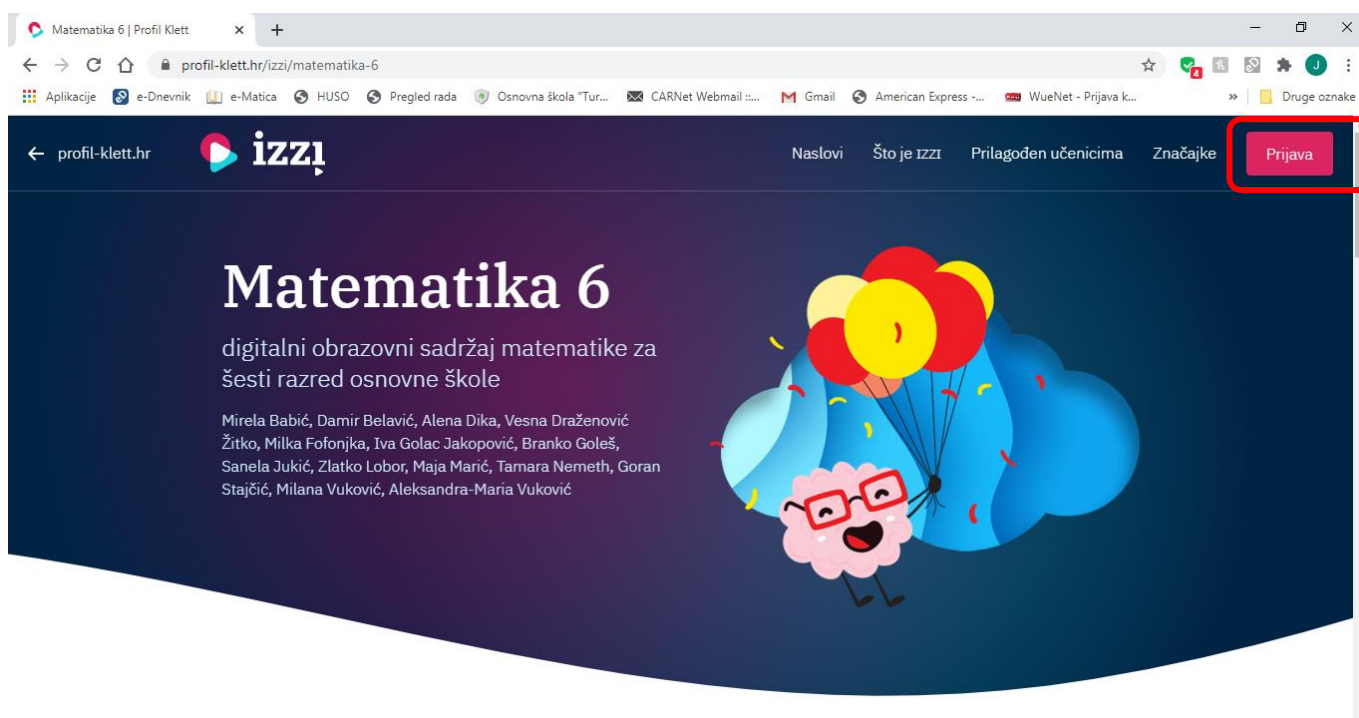 Matematika 6 | Profil Klett
profil-klett.hr/izzi/matematika-6
Aplikacije e-Dnevnik e-Matica HUSO Pregled rada Osnovna škola "Tur... CARNet Webmail ::... Gmail American Express -... WueNet - Prijava k... » Druge oznake
← profil-klett.hr izzi Naslovi Što je IZZI Prilagođen učenicima Značajke Prijava
Matematika 6
digitalni obrazovni sadržaj matematike za
šesti razred osnovne škole
Mirela Babić, Damir Belavić, Alena Dika, Vesna Draženović
Žitko, Milka Fofonjka, Iva Golac Jakopović, Branko Goleš,
Sanela Jukić, Zlatko Lobor, Maja Marić, Tamara Nemeth, Goran
Stajčić, Milana Vuković, Aleksandra-Maria Vuković